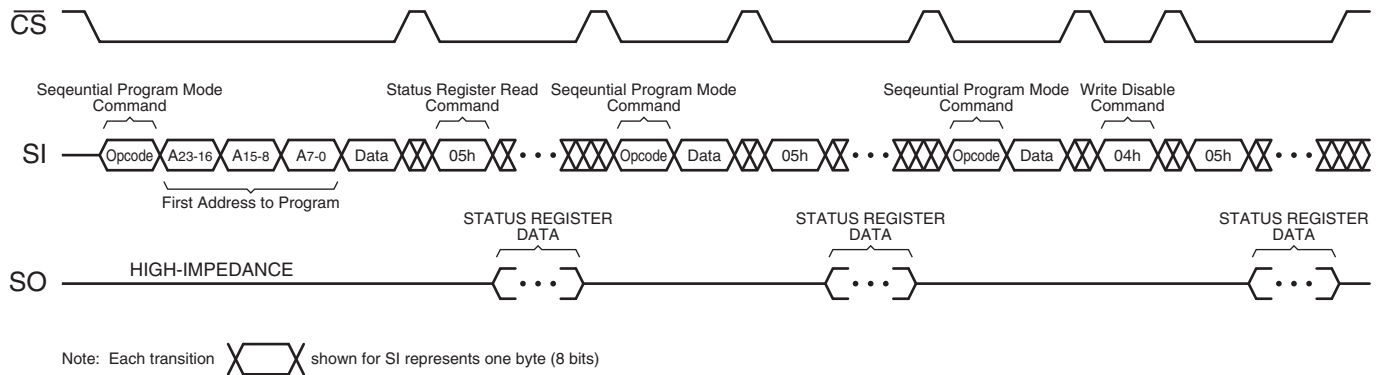 CS
Seqeuntial Program Mode Command
Status Register Read Command
Seqeuntial Program Mode Command
Seqeuntial Program Mode Command
Write Disable Command
SI
Opcode A23-16 A15-8 A7-0 Data 05h • • • Opcode Data 05h • • • Opcode Data 04h 05h • • •
First Address to Program
STATUS REGISTER DATA
STATUS REGISTER DATA
STATUS REGISTER DATA
SO
HIGH-IMPEDANCE
• • •
• • •
• • •
Note: Each transition shown for SI represents one byte (8 bits)